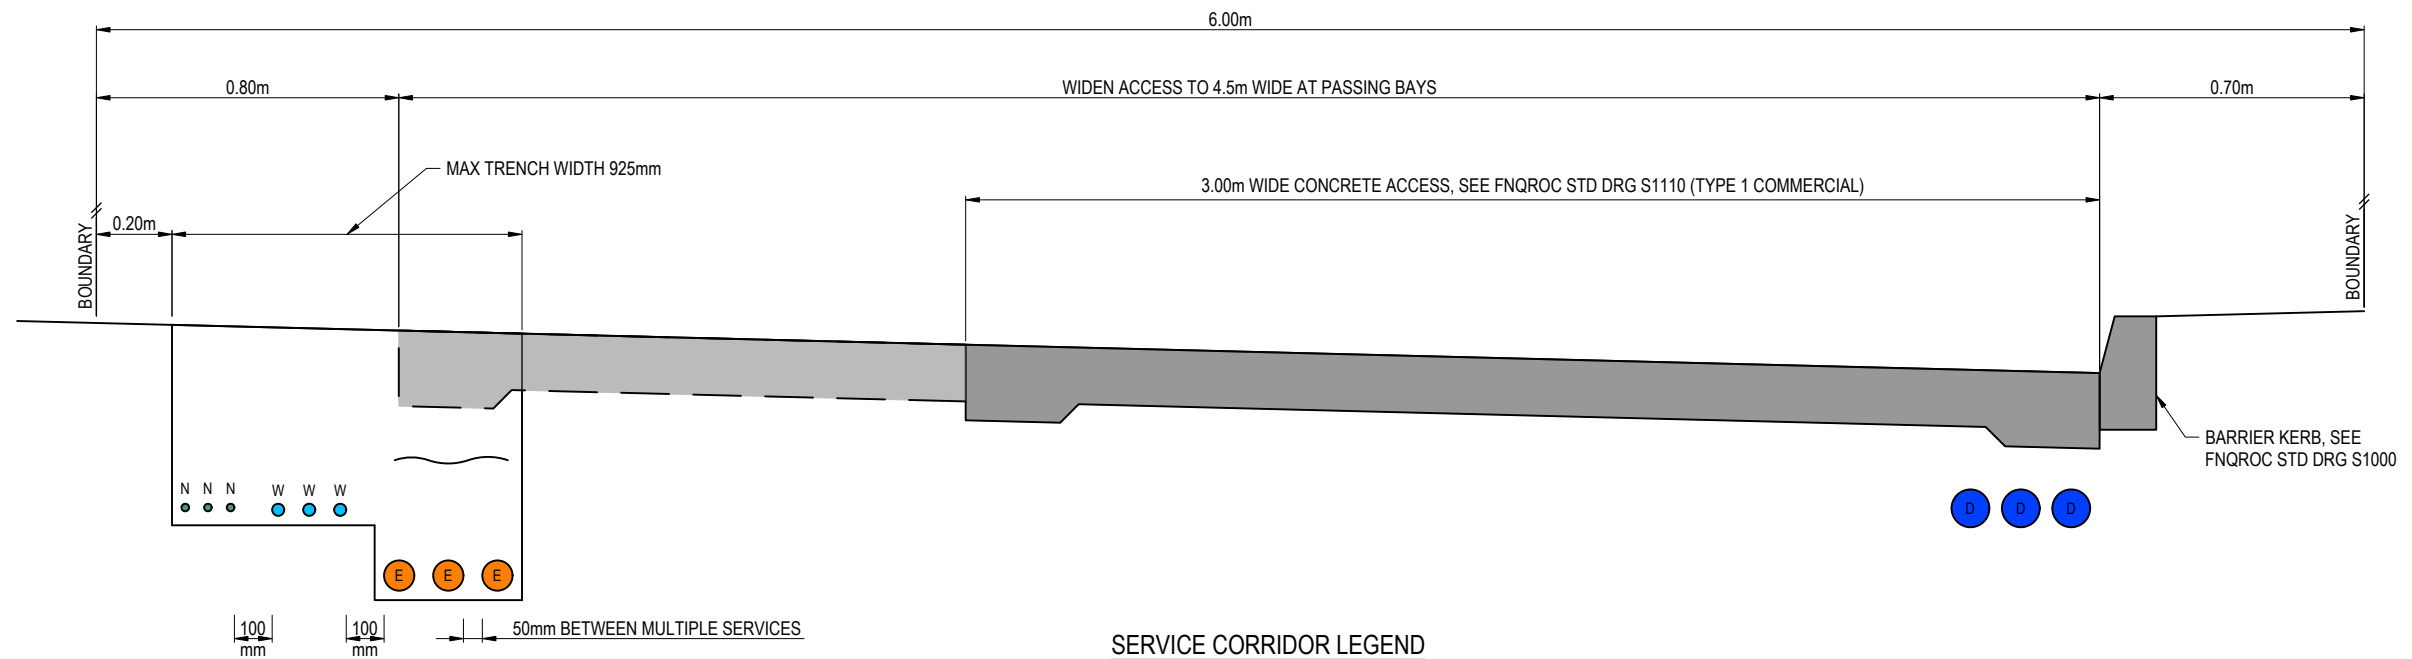 6.00m
0.80m
WIDEN ACCESS TO 4.5m WIDE AT PASSING BAYS
0.70m
MAX TRENCH WIDTH 925mm
3.00m WIDE CONCRETE ACCESS, SEE FNQROC STD DRG S1110 (TYPE 1 COMMERCIAL)
0.20m
BOUNDARY
BOUNDARY
BARRIER KERB, SEE
FNQROC STD DRG S1000
N N N W W W
D D D
E E E
100
mm
100
mm
50mm BETWEEN MULTIPLE SERVICES
SERVICE CORRIDOR LEGEND